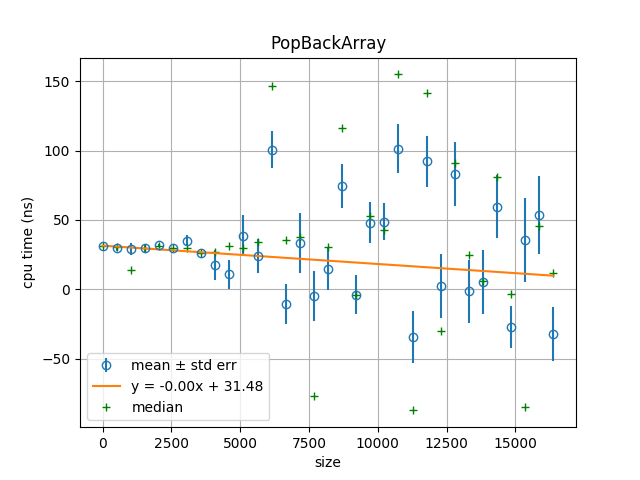 PopBackArray
cpu time (ns)
150
100
50
0
−50
mean ± std err
y = -0.00x + 31.48
median
0 2500 5000 7500 10000 12500 15000
size